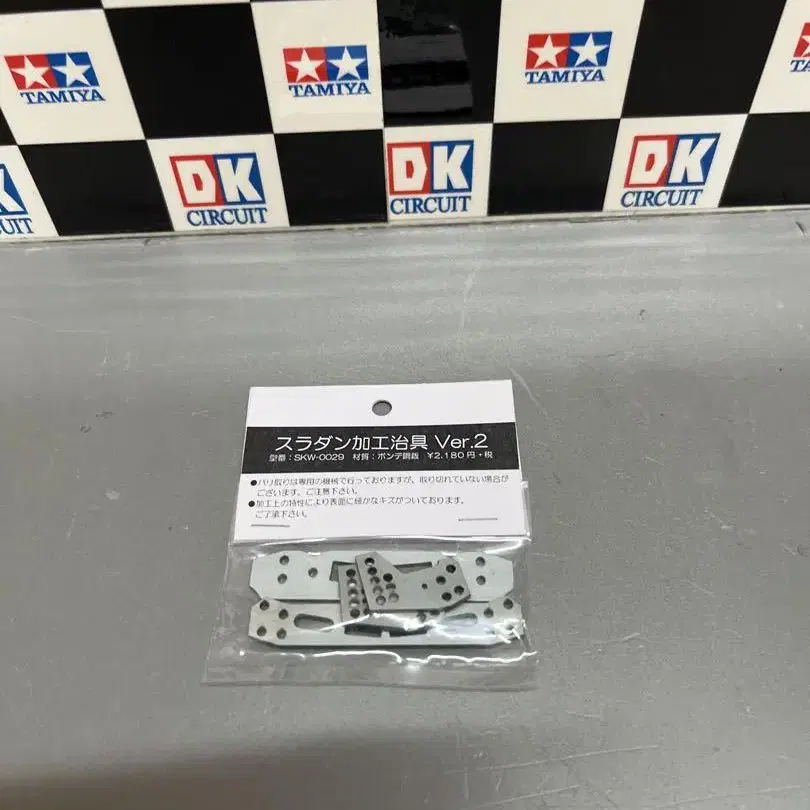 TAMIYA
TAMIYA
TAMIYA
DK
CIRCUIT
DK
CIRCUIT
DK
CIRCUIT
スラダン加工治具 Ver.2
型番：SKW-0029 材質：ボンデ鋼鈑 ¥2,180円+税
●バリ取りは専用の機械で行っておりますが、取り切れていない場合が
ございます。ご注意下さい。
●加工上の特性により表面に細かなキズがついております。
ご了承下さい。